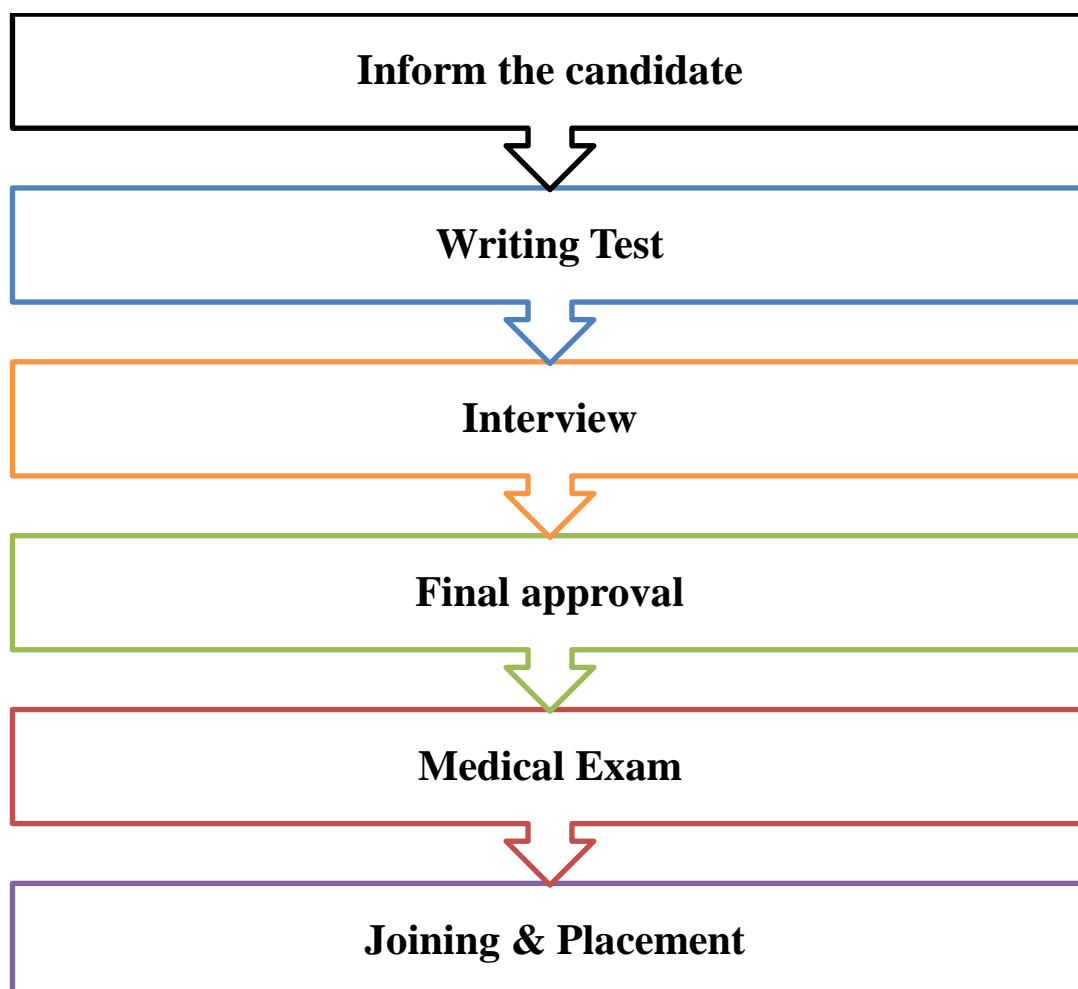 Inform the candidate
Writing Test
Interview
Final approval
Medical Exam
Joining & Placement